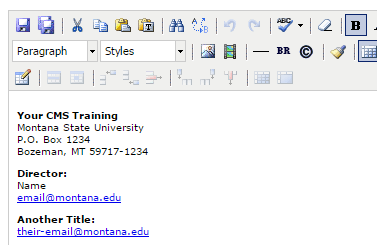 ABC
B
Paragraph Styles BR ©
Your CMS Training
Montana State University
P.O. Box 1234
Bozeman, MT 59717-1234
Director:
Name
email@montana.edu
Another Title:
their-email@montana.edu